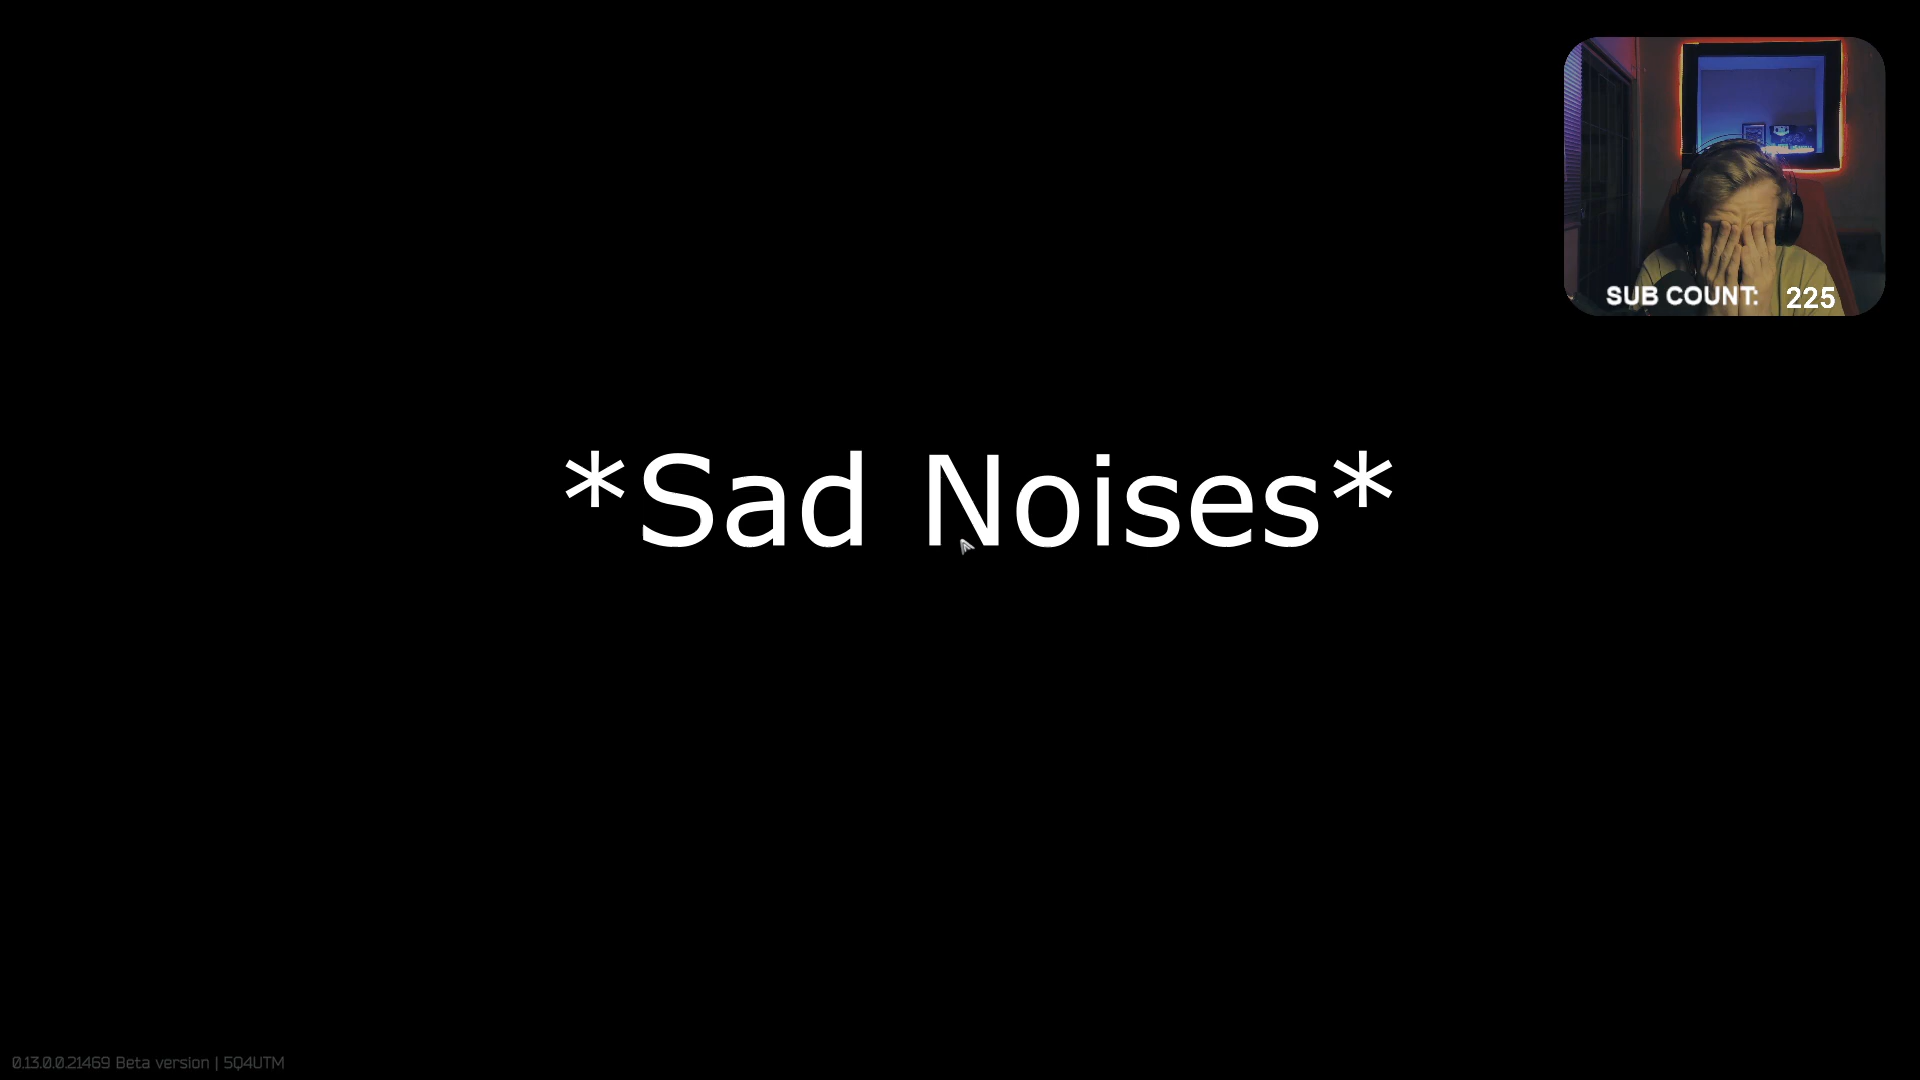 SUB COUNT: 225
*Sad Noises*
0.13.0.0.21469 Beta version | 5Q4UTM